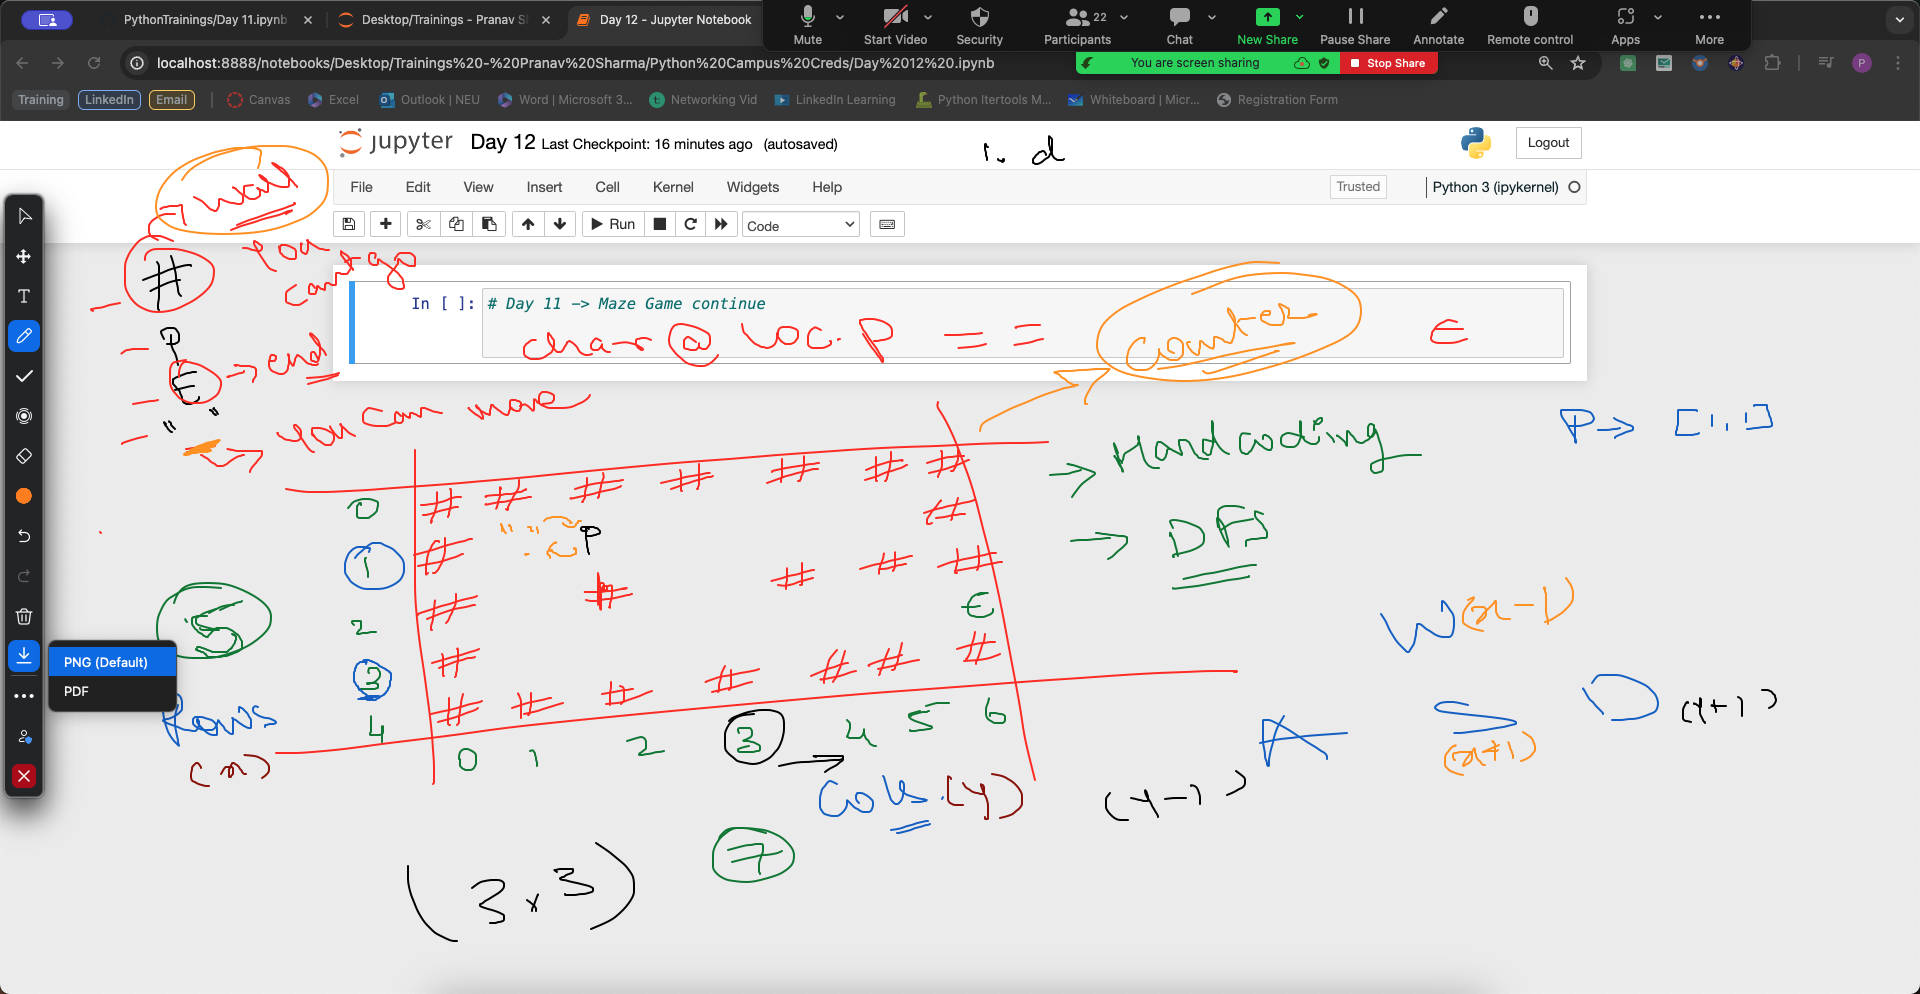 PythonTrainings/Day 11.ipynb
Desktop/Trainings - Pranav S
Day 12 - Jupyter Notebook
Mute
Start Video
Security
22
Participants
Chat
New Share
Pause Share
Annotate
Remote control
Apps
More
localhost:8888/notebooks/Desktop/Trainings%20-%20Pranav%20Sharma/Python%20Campus%20Creds/Day%2012%20.ipynb
You are screen sharing
Stop Share
P
Training
LinkedIn
Email
Canvas
Excel
Outlook | NEU
Word | Microsoft 3...
Networking Vid
LinkedIn Learning
Python Itertools M...
Whiteboard | Micr...
Registration Form
jupyter
Day 12 Last Checkpoint: 16 minutes ago (autosaved)
Logout
File
Edit
View
Insert
Cell
Kernel
Widgets
Help
Trusted
Python 3 (ipykernel)
Run
Code
In [ ]:
# Day 11 -> Maze Game continue
i. d
→ wall
# You can't go
- P
- E → end
- " "
→ You can move
char @ loc. P == Counter E
P → [1,1]
→ Hardcoding
→ DFS
0 # # # # # # #
#
1 # " " P
# # # #
2 # E
3 # # # # #
4 # # #
0 1 2 3 → 4 5 6
5
Rows
(x)
Cols. (y)
7
(3 x 3)
W (x-1)
A (y-1)
S (x+1)
D (y+1)
PNG (Default)
PDF
T